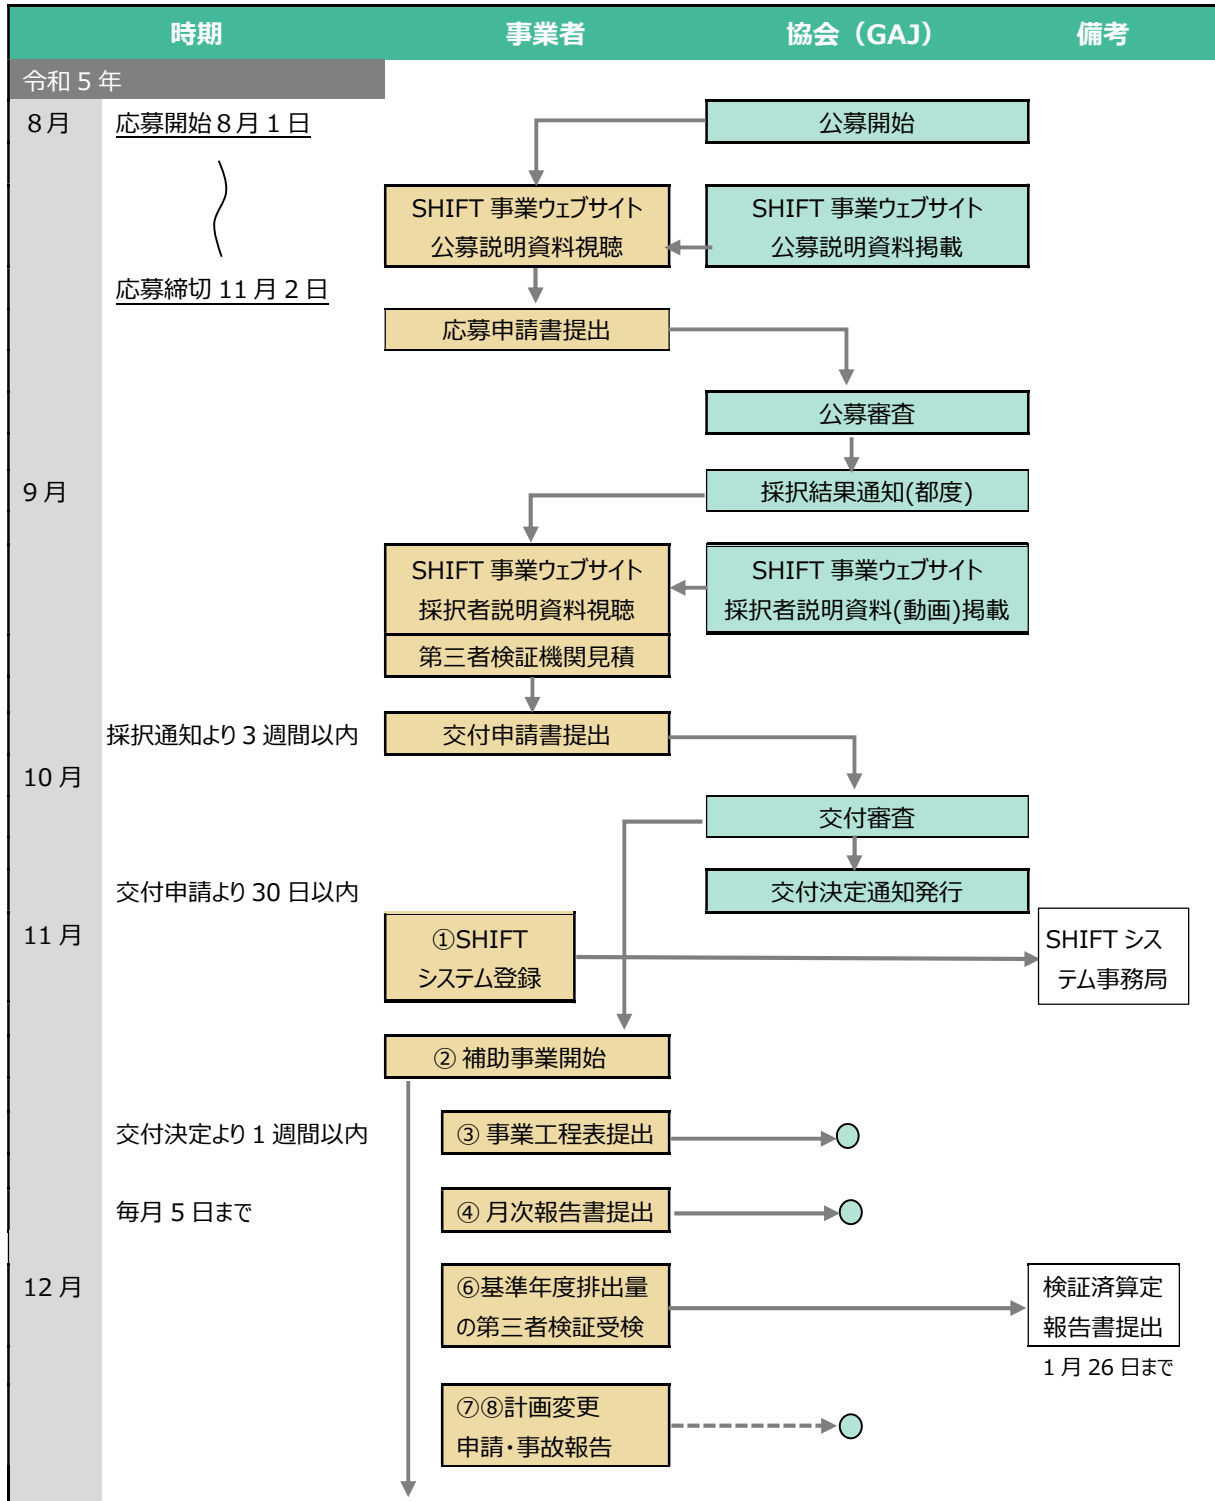 時期 事業者 協会（GAJ） 備考
令和５年
８月 応募開始８月１日 公募開始
SHIFT 事業ウェブサイト SHIFT 事業ウェブサイト
公募説明資料視聴 公募説明資料掲載
応募締切 11 月 2 日
応募申請書提出
公募審査
9 月 採択結果通知(都度)
SHIFT 事業ウェブサイト SHIFT 事業ウェブサイト
採択者説明資料視聴 採択者説明資料(動画)掲載
第三者検証機関見積
採択通知より 3 週間以内 交付申請書提出
10 月
交付審査
交付申請より 30 日以内 交付決定通知発行
11 月 ①SHIFT SHIFT シス
システム登録 テム事務局
② 補助事業開始
交付決定より 1 週間以内 ③ 事業工程表提出
毎月 5 日まで ④ 月次報告書提出
12 月 ⑥基準年度排出量 検証済算定
の第三者検証受検 報告書提出
1 月 26 日まで
⑦⑧計画変更
申請・事故報告